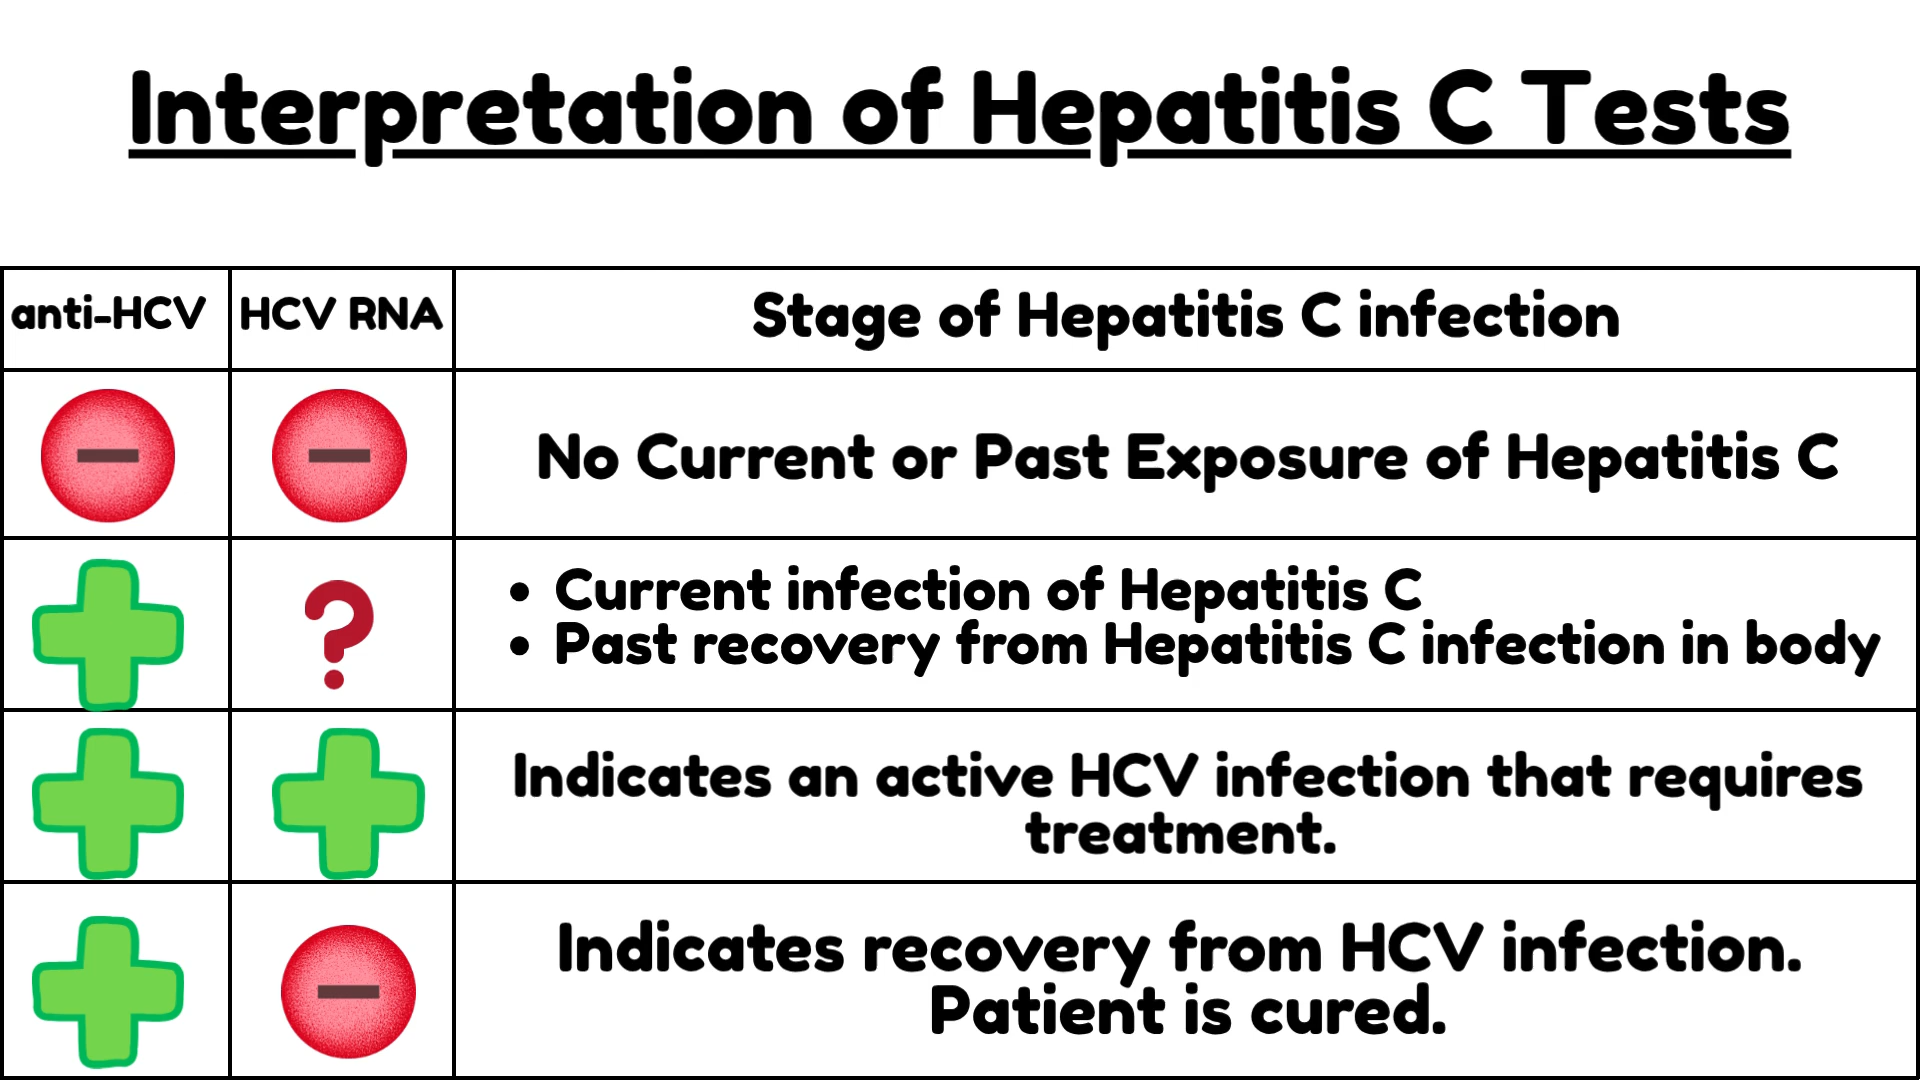 Interpretation of Hepatitis C Tests
anti-HCV
HCV RNA
Stage of Hepatitis C infection
No Current or Past Exposure of Hepatitis C
?
• Current infection of Hepatitis C
• Past recovery from Hepatitis C infection in body
Indicates an active HCV infection that requires
treatment.
Indicates recovery from HCV infection.
Patient is cured.